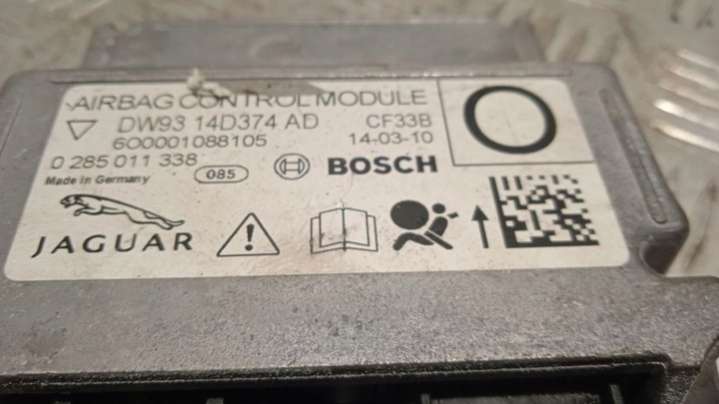 AIRBAG CONTROL MODULE
DW93 14D374 AD CF33B
600001088105 14-03-10
0 285 011 338 085 BOSCH
Made in Germany
JAGUAR
O